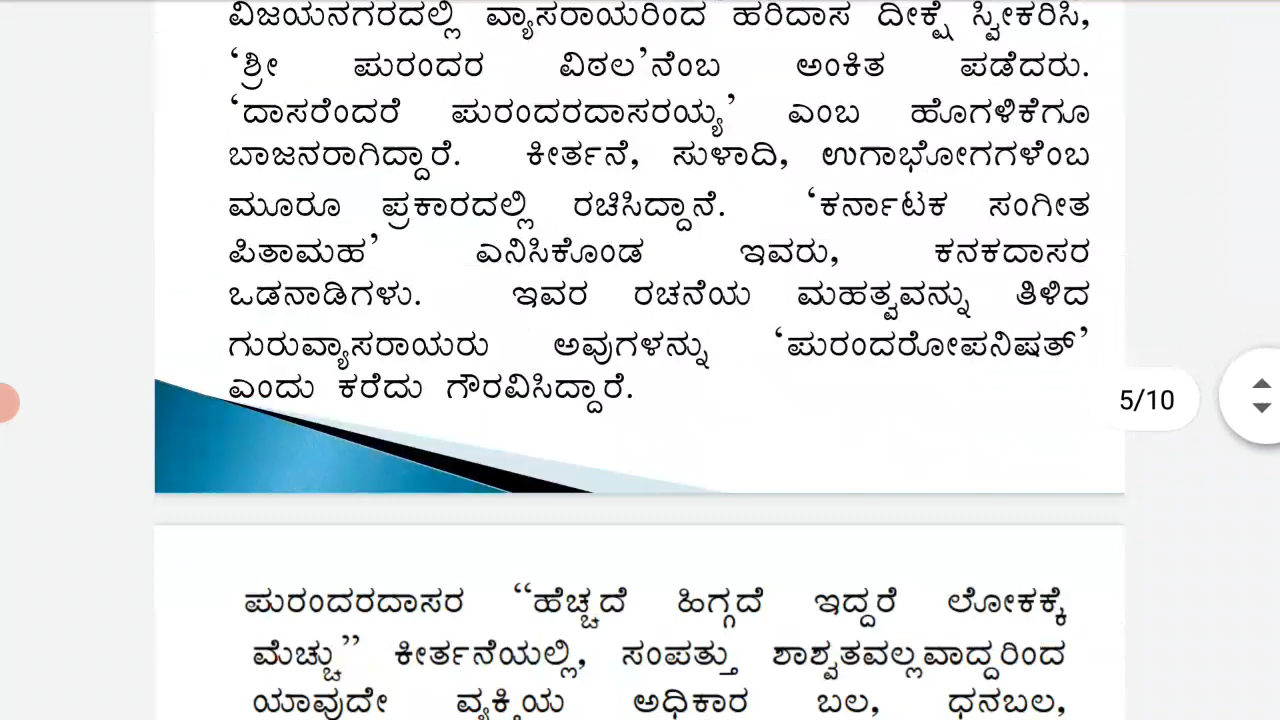 ವಿಜಯನಗರದಲ್ಲಿ ವ್ಯಾಸರಾಯರಿಂದ ಹರಿದಾಸ ದೀಕ್ಷೆ ಸ್ವೀಕರಿಸಿ,
‘ಶ್ರೀ ಪುರಂದರ ವಿಠಲ’ನೆಂಬ ಅಂಕಿತ ಪಡೆದರು.
‘ದಾಸರೆಂದರೆ ಪುರಂದರದಾಸರಯ್ಯ’ ಎಂಬ ಹೊಗಳಿಕೆಗೂ
ಬಾಜನರಾಗಿದ್ದಾರೆ. ಕೀರ್ತನೆ, ಸುಳಾದಿ, ಉಗಾಭೋಗಗಳೆಂಬ
ಮೂರೂ ಪ್ರಕಾರದಲ್ಲಿ ರಚಿಸಿದ್ದಾನೆ. ‘ಕರ್ನಾಟಕ ಸಂಗೀತ
ಪಿತಾಮಹ’ ಎನಿಸಿಕೊಂಡ ಇವರು, ಕನಕದಾಸರ
ಒಡನಾಡಿಗಳು. ಇವರ ರಚನೆಯ ಮಹತ್ವವನ್ನು ತಿಳಿದ
ಗುರುವ್ಯಾಸರಾಯರು ಅವುಗಳನ್ನು ‘ಪುರಂದರೋಪನಿಷತ್’
ಎಂದು ಕರೆದು ಗೌರವಿಸಿದ್ದಾರೆ.
5/10
ಪುರಂದರದಾಸರ “ಹೆಚ್ಚದೆ ಹಿಗ್ಗದೆ ಇದ್ದರೆ ಲೋಕಕ್ಕೆ
ಮೆಚ್ಚು” ಕೀರ್ತನೆಯಲ್ಲಿ, ಸಂಪತ್ತು ಶಾಶ್ವತವಲ್ಲವಾದ್ದರಿಂದ
ಯಾವುದೇ ವ್ಯಕ್ತಿಯ ಅಧಿಕಾರ ಬಲ, ಧನಬಲ,